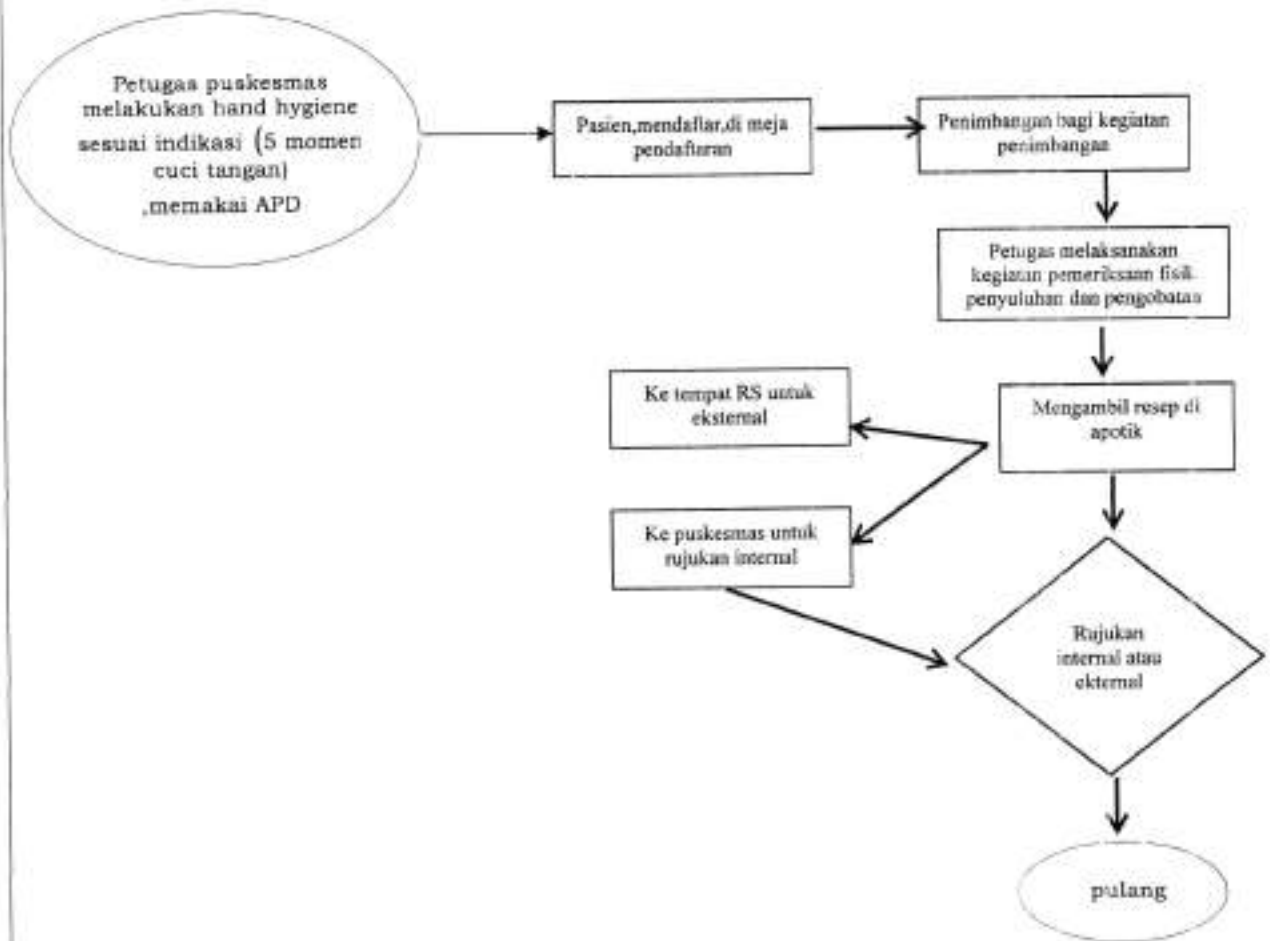 Petugas puskesmas
melakukan hand hygiene
sesuai indikasi (5 momen
cuci tangan)
,memakai APD
Pasien,mendaftar,di meja
pendaftaran
Penimbangan bagi kegiatan
penimbangan
Petugas melaksanakan
kegiatan pemeriksaan fisik
penyuluhan dan pengobatan
Mengambil resep di
apotik
Ke tempat RS untuk
eksternal
Ke puskesmas untuk
rujukan internal
Rujukan
internal atau
ekternal
pulang